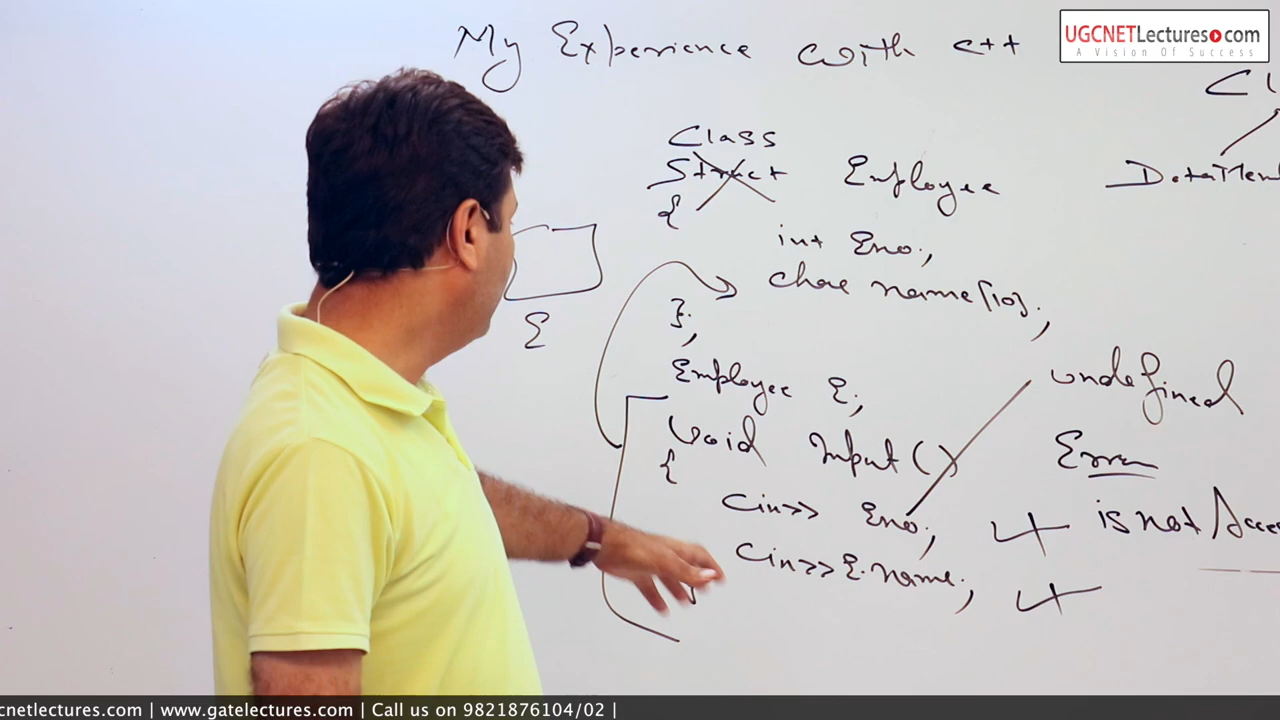 My Experience with c++
UGCNETLectures.com
A Vision Of Success
Cl
Class
Struct Employee
DataMem
{
int Eno;
char name[10];
};
E
Employee E;
undefined
Void Input()
Error
{
Cin>> Eno;
is not Acce
Cin>>E.name;
cnetlectures.com | www.gatelectures.com | Call us on 9821876104/02 |